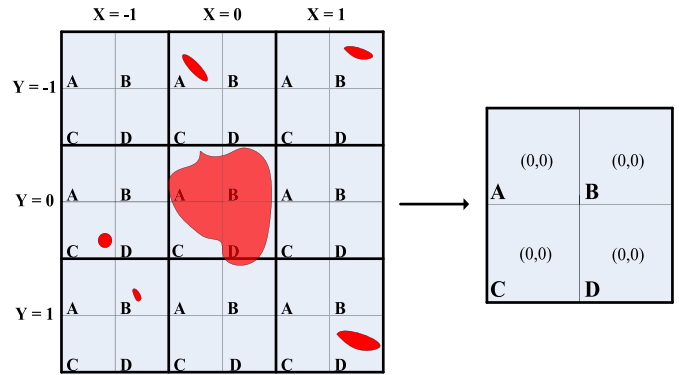 X = -1 X = 0 X = 1
A B A B A B
Y = -1
C D C D C D
A B A B A B
Y = 0
C D C D C D
A B A B A B
Y = 1
C D C D C D
(0,0) (0,0)
A B
(0,0) (0,0)
C D